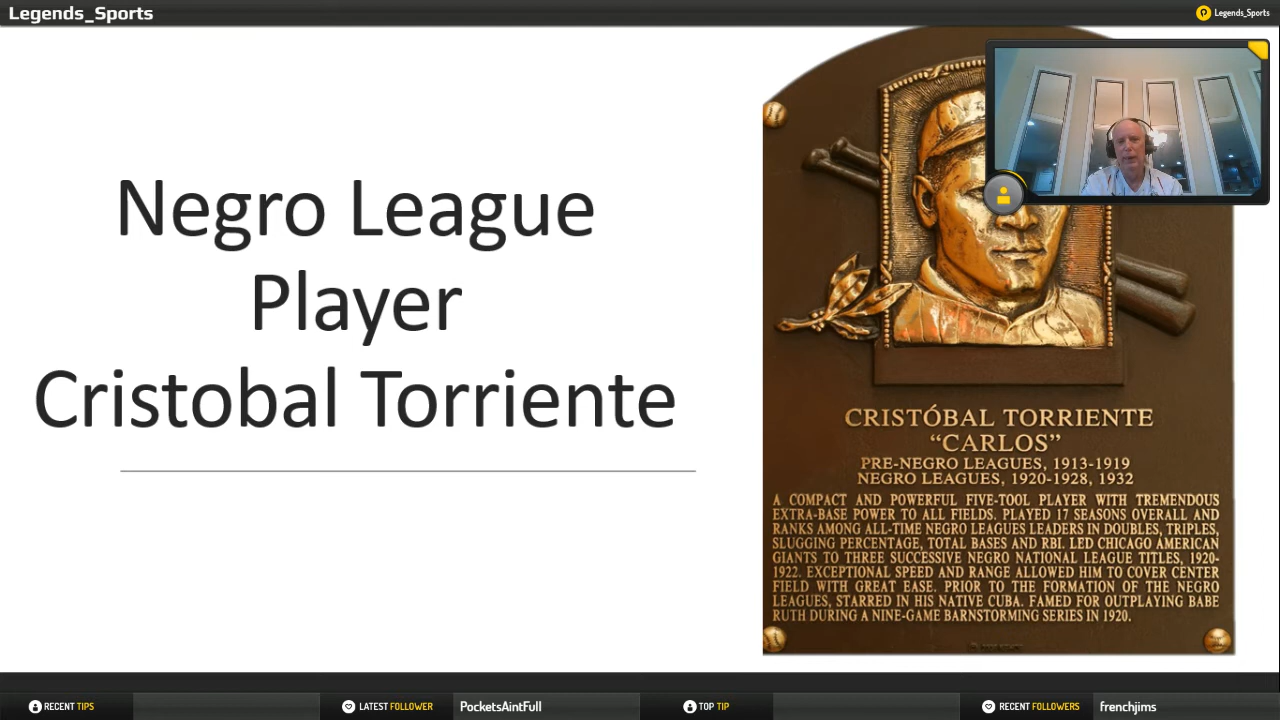 Legends_Sports
Legends_Sports
Negro League
Player
Cristobal Torriente
CRISTÓBAL TORRIENTE
“CARLOS”
PRE-NEGRO LEAGUES, 1913-1919
NEGRO LEAGUES, 1920-1928, 1932
A COMPACT AND POWERFUL FIVE-TOOL PLAYER WITH TREMENDOUS
EXTRA-BASE POWER TO ALL FIELDS. PLAYED 17 SEASONS OVERALL AND
RANKS AMONG ALL-TIME NEGRO LEAGUES LEADERS IN DOUBLES, TRIPLES,
SLUGGING PERCENTAGE, TOTAL BASES AND RBI. LED CHICAGO AMERICAN
GIANTS TO THREE SUCCESSIVE NEGRO NATIONAL LEAGUE TITLES, 1920-
1922. EXCEPTIONAL SPEED AND RANGE ALLOWED HIM TO COVER CENTER
FIELD WITH GREAT EASE. PRIOR TO THE FORMATION OF THE NEGRO
LEAGUES, STARRED IN HIS NATIVE CUBA. FAMED FOR OUTPLAYING BABE
RUTH DURING A NINE-GAME BARNSTORMING SERIES IN 1920.
RECENT TIPS
LATEST FOLLOWER
PocketsAintFull
TOP TIP
RECENT FOLLOWERS
frenchjims